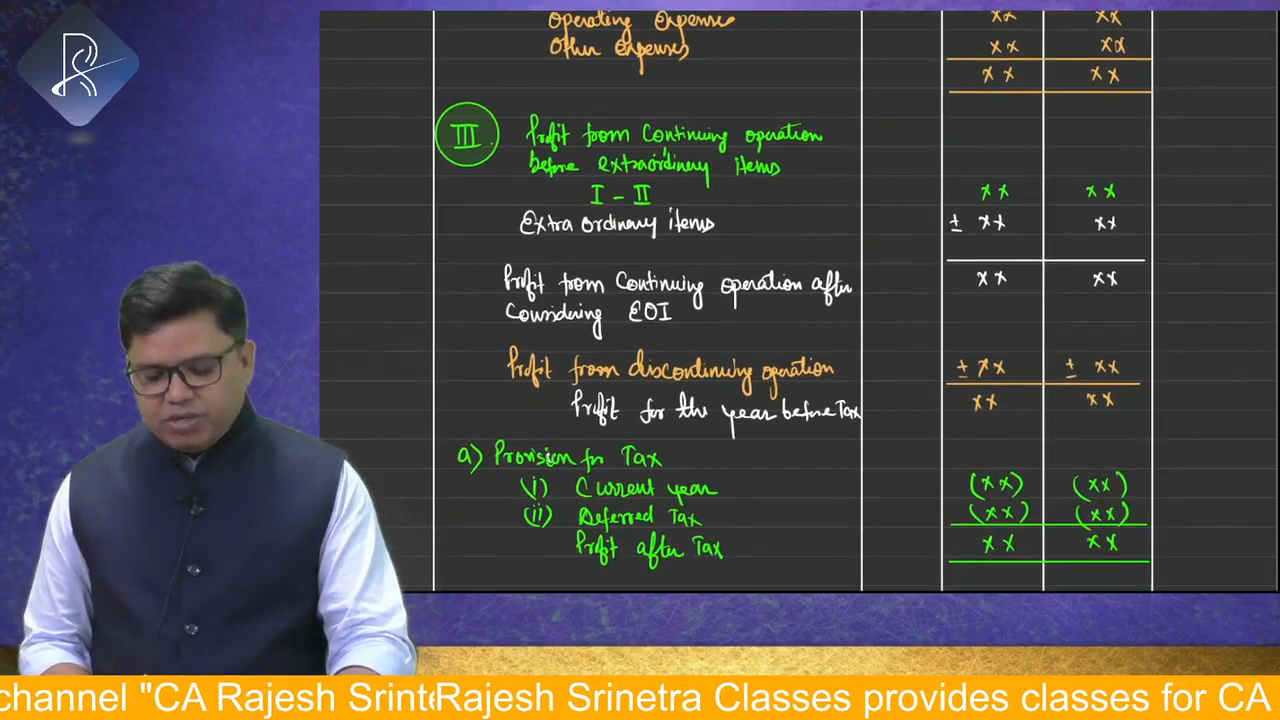 Operating Expenses xx xx
Other Expenses xx xx
xx xx
III. Profit from Continuing operation
before extraordinary items
I - II xx xx
Extra ordinary items ± xx xx
Profit from Continuing operation after xx xx
Considering EOI
Profit from discontinuing operation ± xx ± xx
Profit for the year before Tax xx xx
a) Provision for Tax
(i) Current year (xx) (xx)
(ii) Deferred Tax (xx) (xx)
Profit after Tax xx xx
channel "CA Rajesh Srinte Rajesh Srinetra Classes provides classes for CA